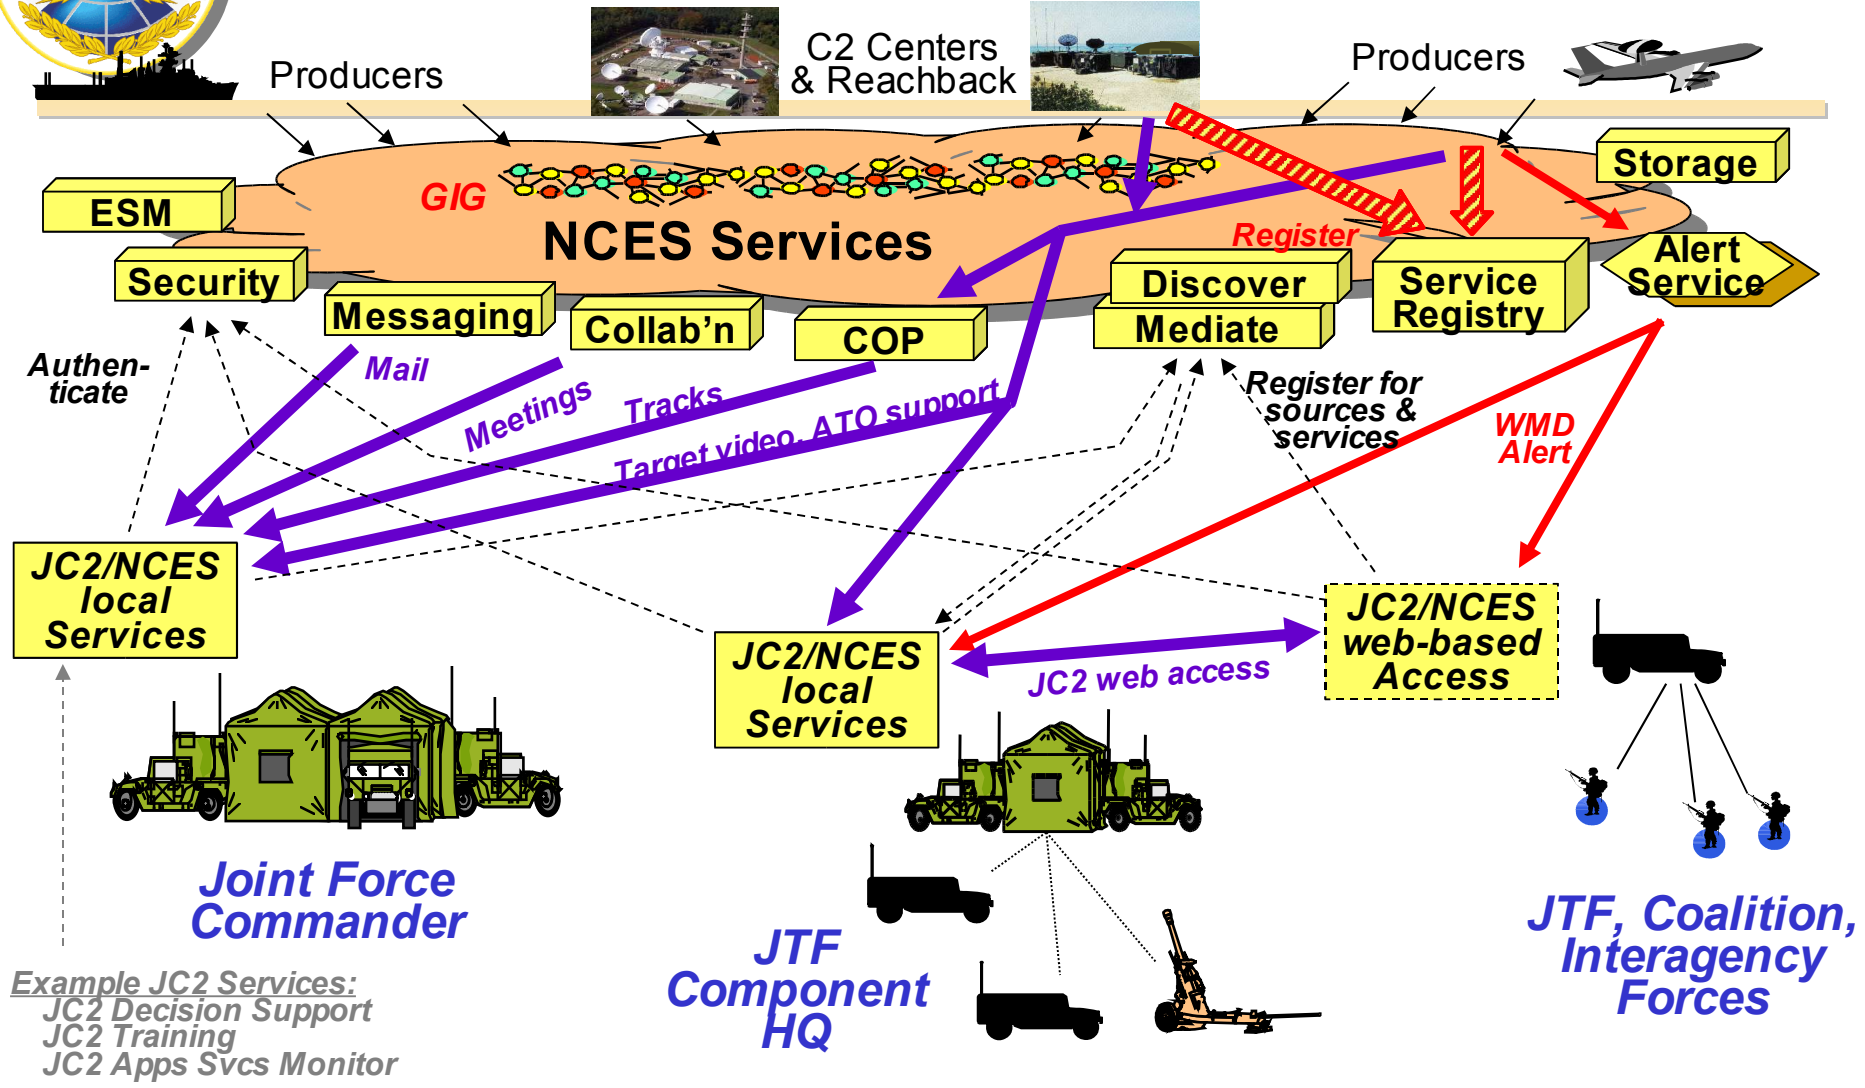 Producers
C2 Centers
& Reachback
Producers
Storage
ESM
GIG
NCES Services
Register
Alert
Service
Security
Discover
Service
Registry
Messaging
Collab’n
COP
Mediate
Authen-
ticate
Mail
Meetings
Tracks
Target video, ATO support
Register for
sources &
services
WMD
Alert
JC2/NCES
local
Services
JC2/NCES
local
Services
JC2 web access
JC2/NCES
web-based
Access
Joint Force
Commander
JTF
Component
HQ
JTF, Coalition,
Interagency
Forces
Example JC2 Services:
JC2 Decision Support
JC2 Training
JC2 Apps Svcs Monitor